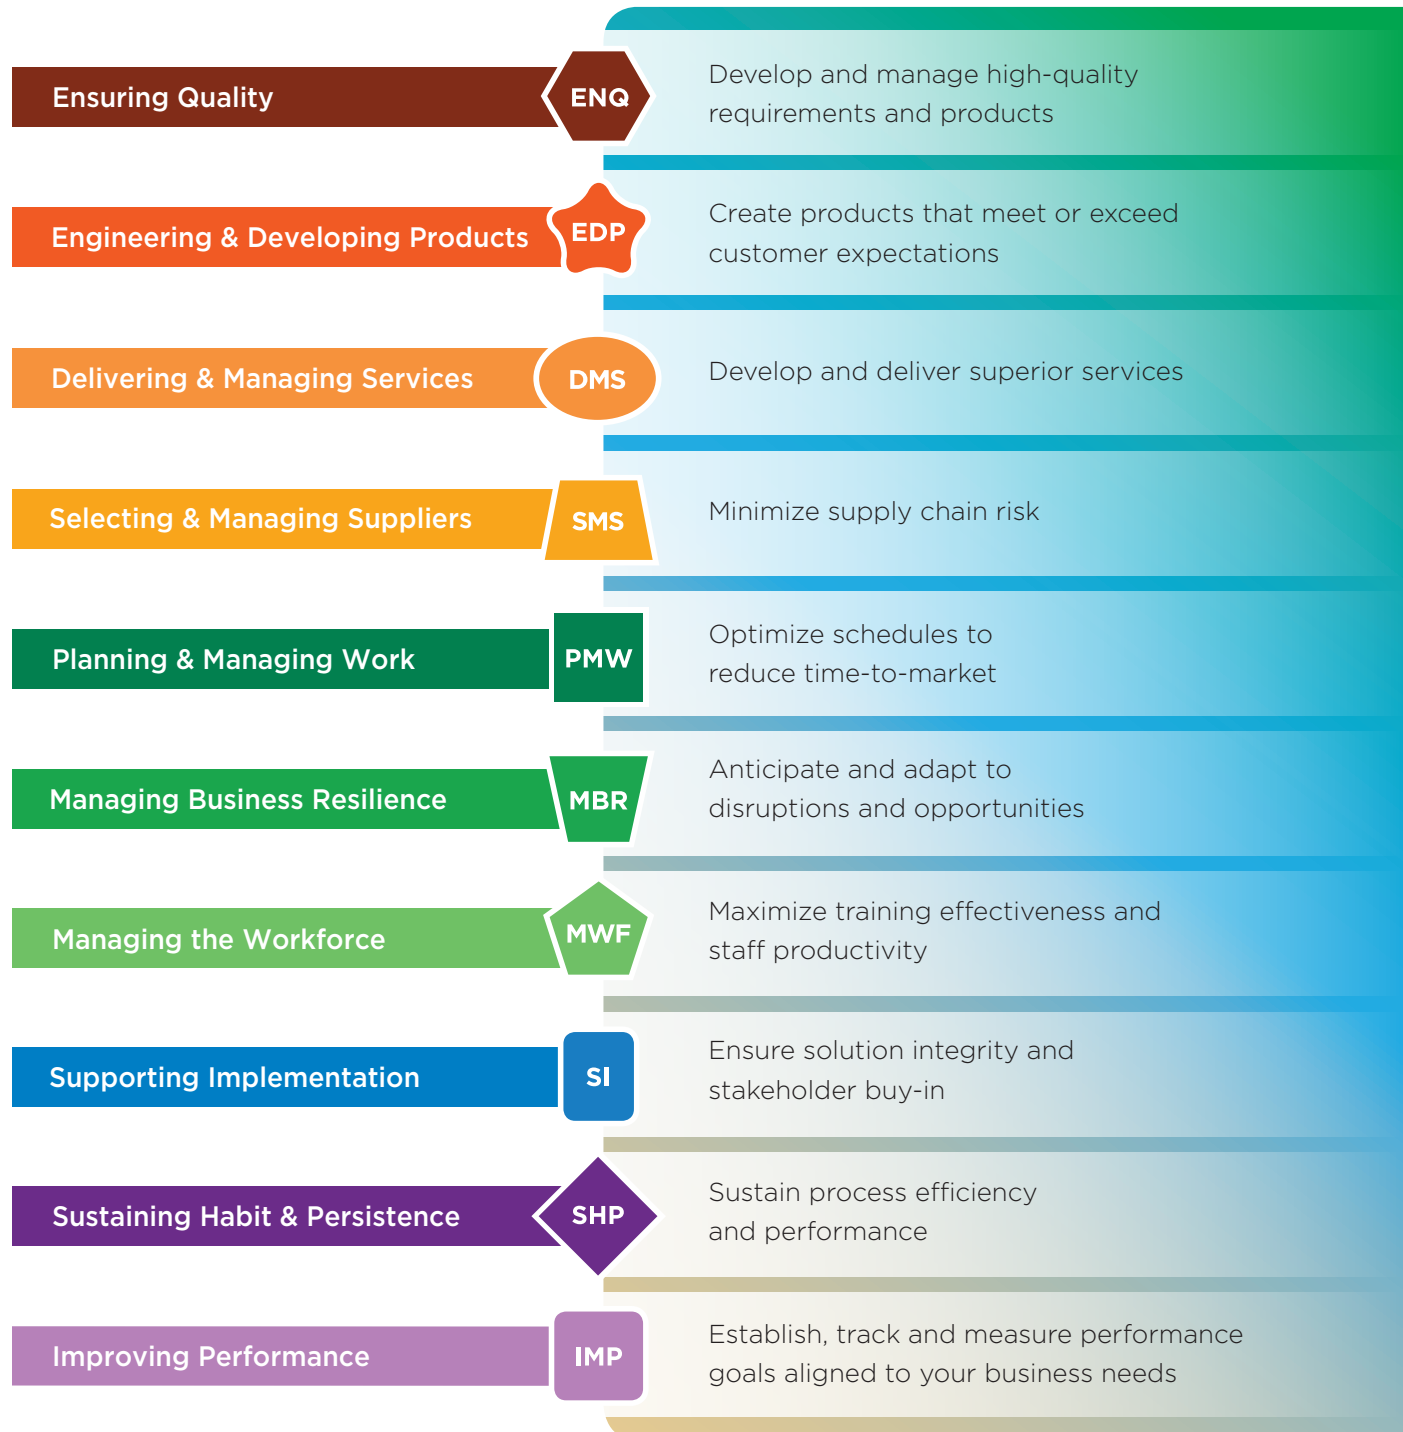 Ensuring Quality
ENQ
Develop and manage high-quality
requirements and products
Engineering & Developing Products
EDP
Create products that meet or exceed
customer expectations
Delivering & Managing Services
DMS
Develop and deliver superior services
Selecting & Managing Suppliers
SMS
Minimize supply chain risk
Planning & Managing Work
PMW
Optimize schedules to
reduce time-to-market
Managing Business Resilience
MBR
Anticipate and adapt to
disruptions and opportunities
Managing the Workforce
MWF
Maximize training effectiveness and
staff productivity
Supporting Implementation
SI
Ensure solution integrity and
stakeholder buy-in
Sustaining Habit & Persistence
SHP
Sustain process efficiency
and performance
Improving Performance
IMP
Establish, track and measure performance
goals aligned to your business needs